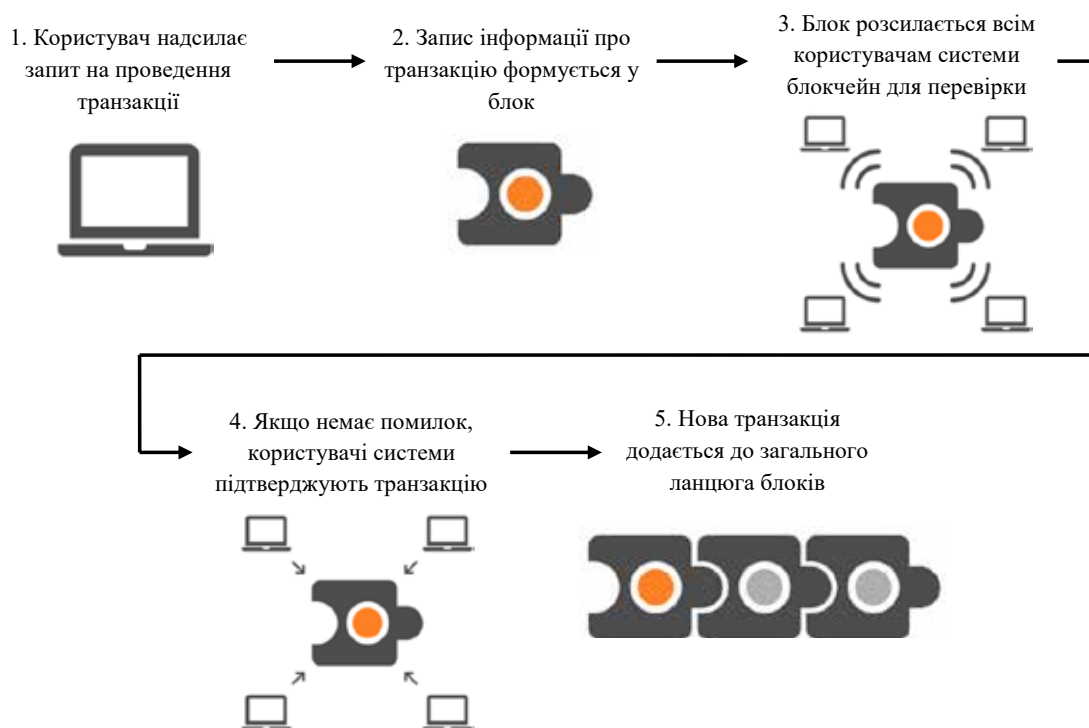 1. Користувач надсилає
запит на проведення
транзакції
2. Запис інформації про
транзакцію формується у
блок
3. Блок розсилається всім
користувачам системи
блокчейн для перевірки
4. Якщо немає помилок,
користувачі системи
підтверджують транзакцію
5. Нова транзакція
додається до загального
ланцюга блоків